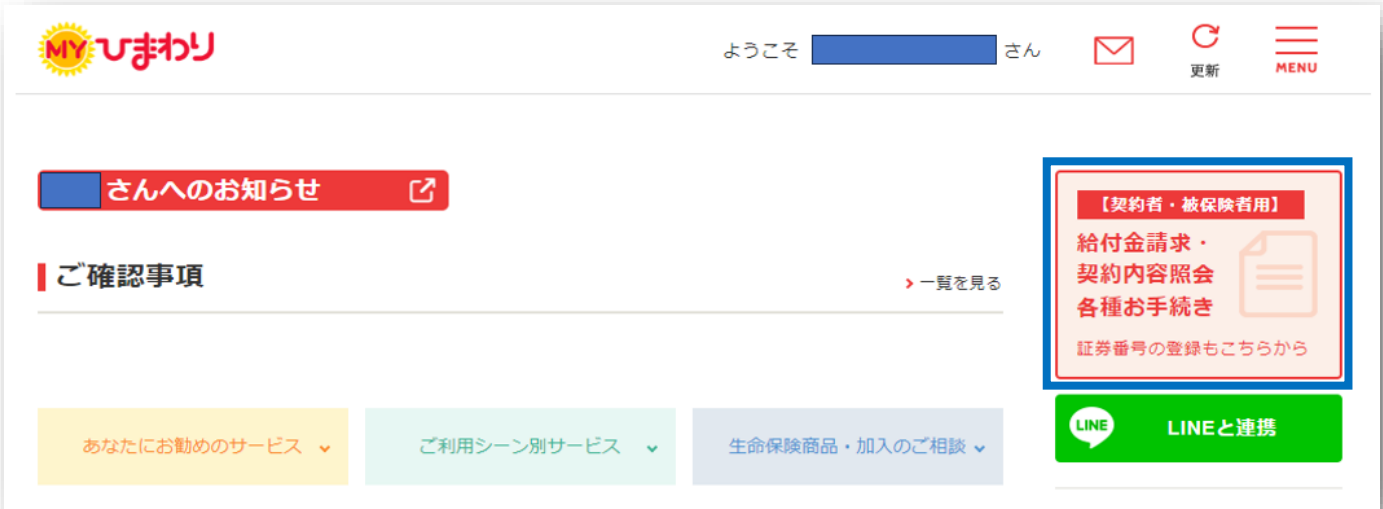 MYひまわり
ようこそ さん
更新
MENU
さんへのお知らせ
ご確認事項
一覧を見る
あなたにお勧めのサービス
ご利用シーン別サービス
生命保険商品・加入のご相談
【契約者・被保険者用】
給付金請求・
契約内容照会
各種お手続き
証券番号の登録もこちらから
LINE LINEと連携